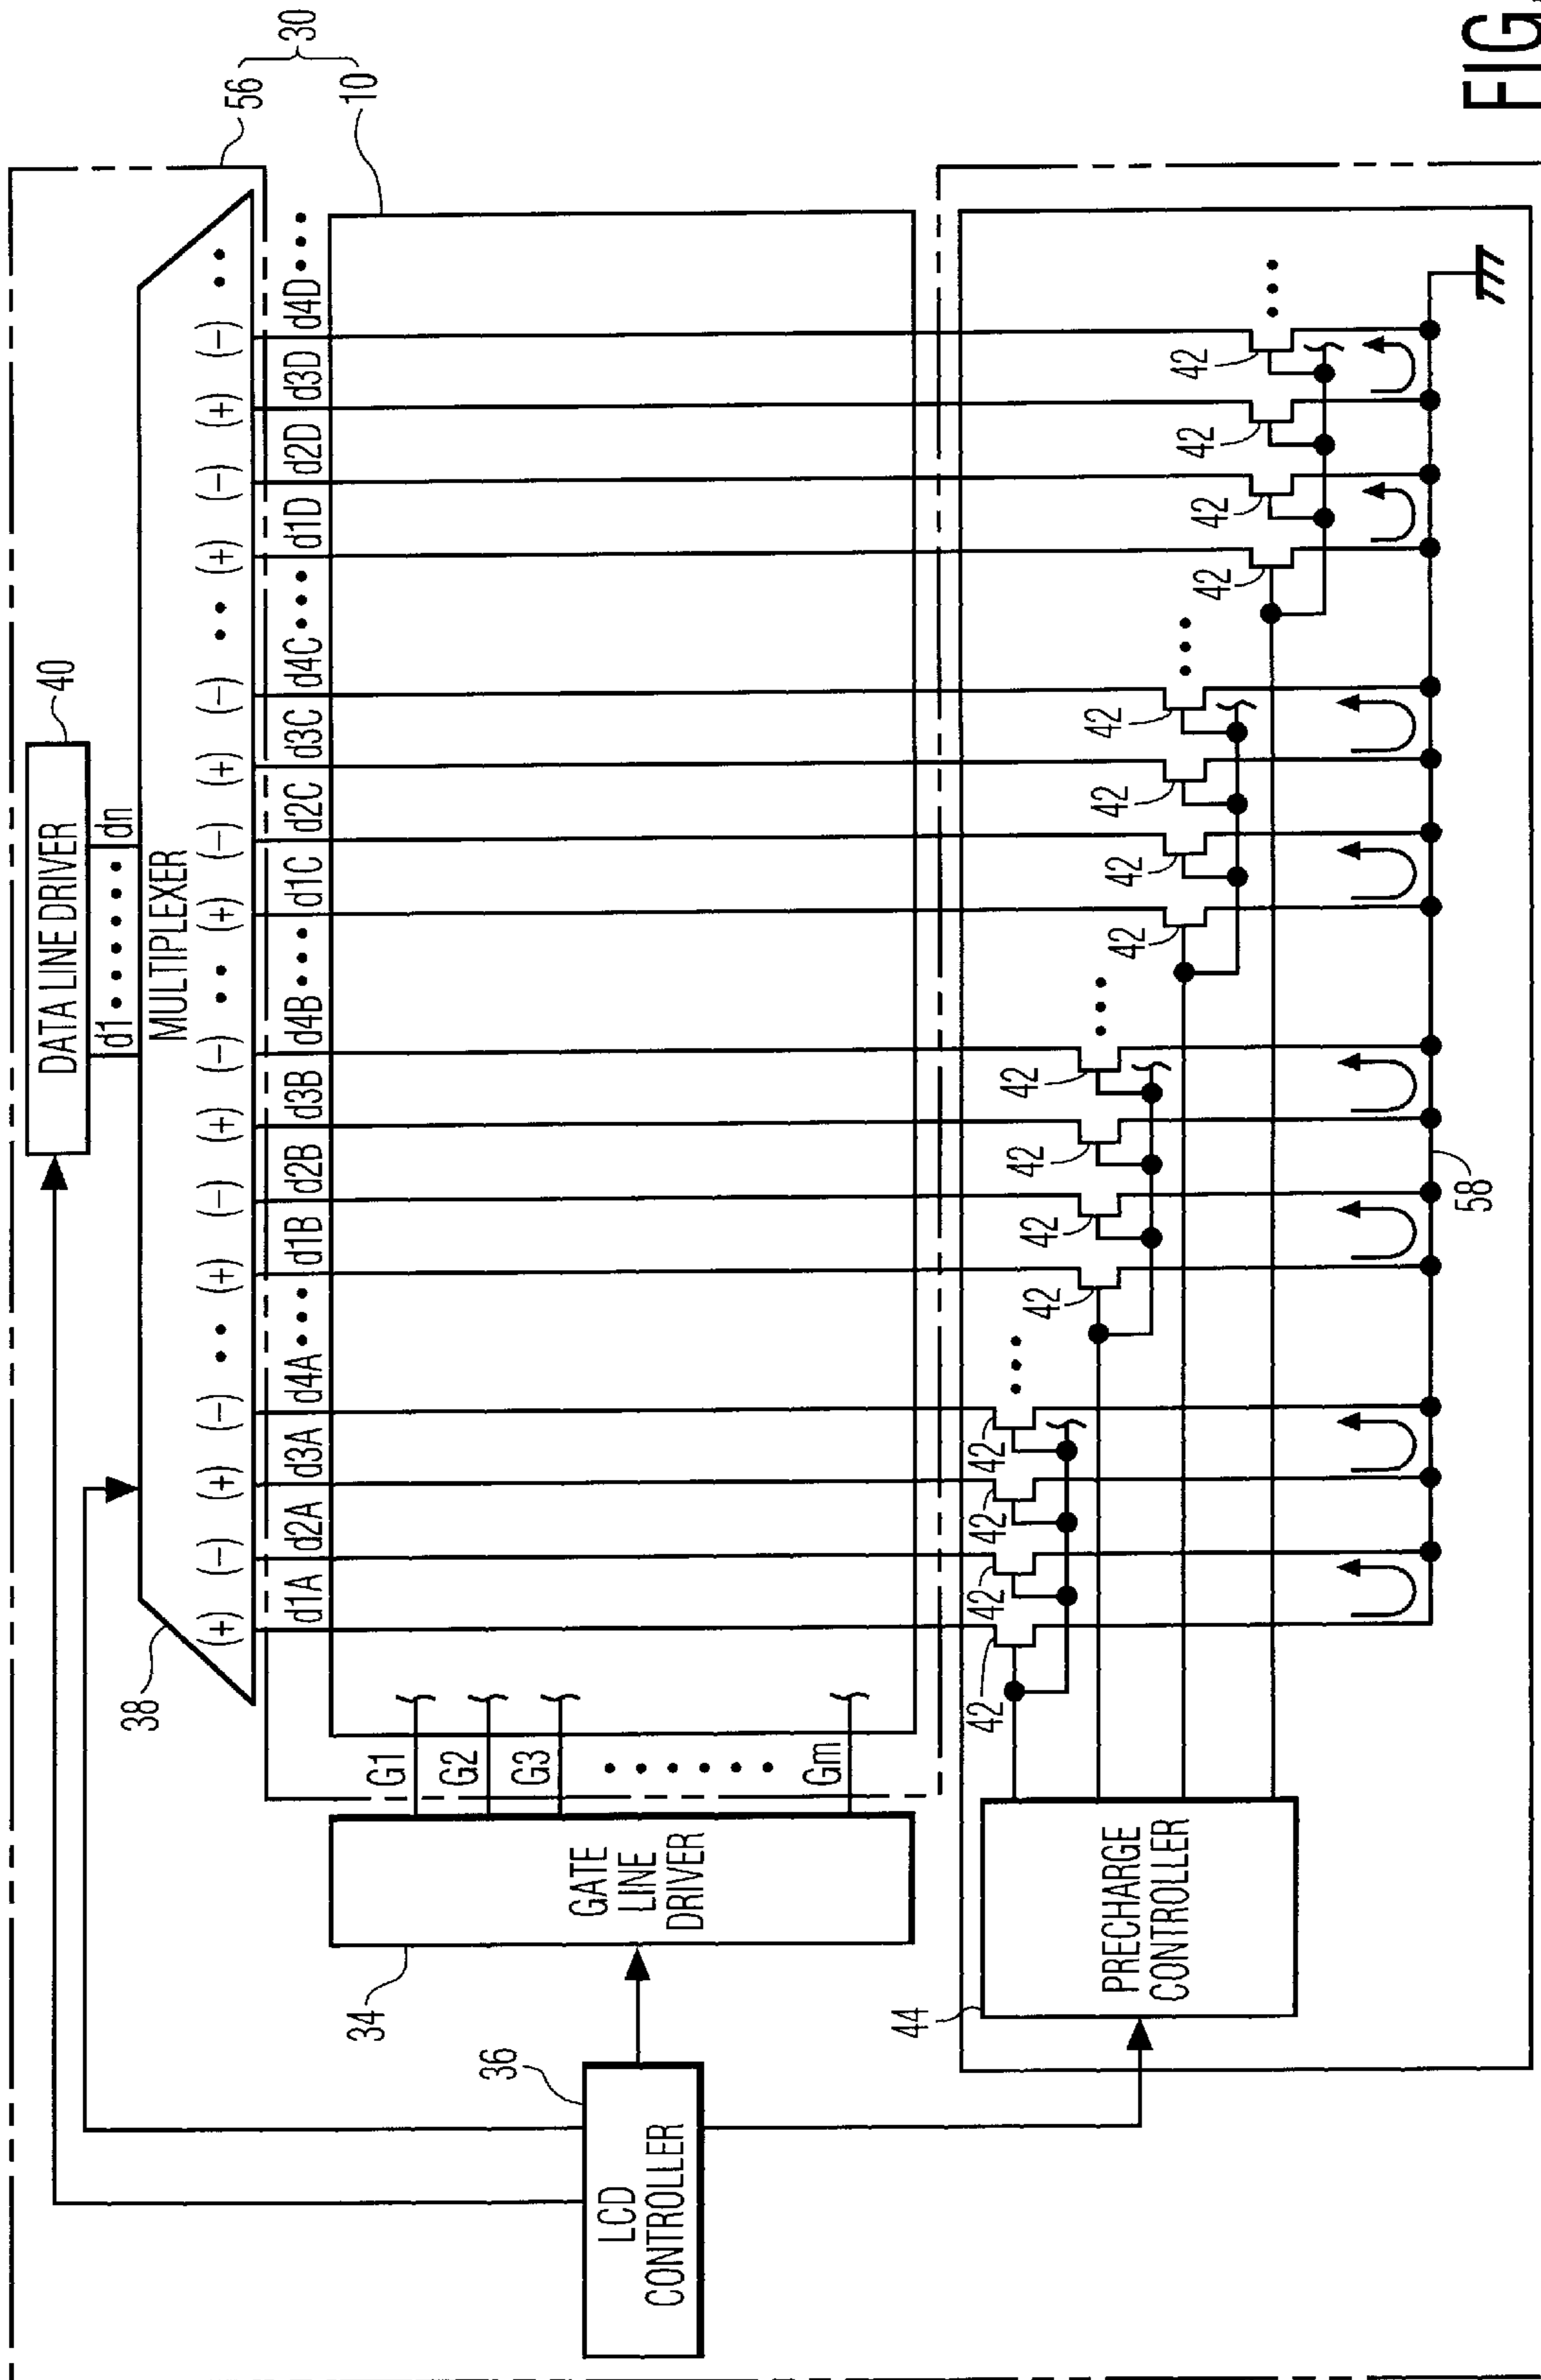 56
30
10
40
DATA LINE DRIVER
d1 •••••• dn
MULTIPLEXER
38
(+) (−) (+) (−) •• (+) (−) (+) (−) •• (+) (−) (+) (−) •• (+) (−) (+) (−) ••
d1A d2A d3A d4A ••• d1B d2B d3B d4B ••• d1C d2C d3C d4C ••• d1D d2D d3D d4D •••
G1
G2
G3
••••••
Gm
34
GATE
LINE
DRIVER
36
LCD
CONTROLLER
44
PRECHARGE
CONTROLLER
42 42 42 42 •••
42 42 42 42 •••
42 42 42 42 •••
42 42 42 42 •••
58
FIG.